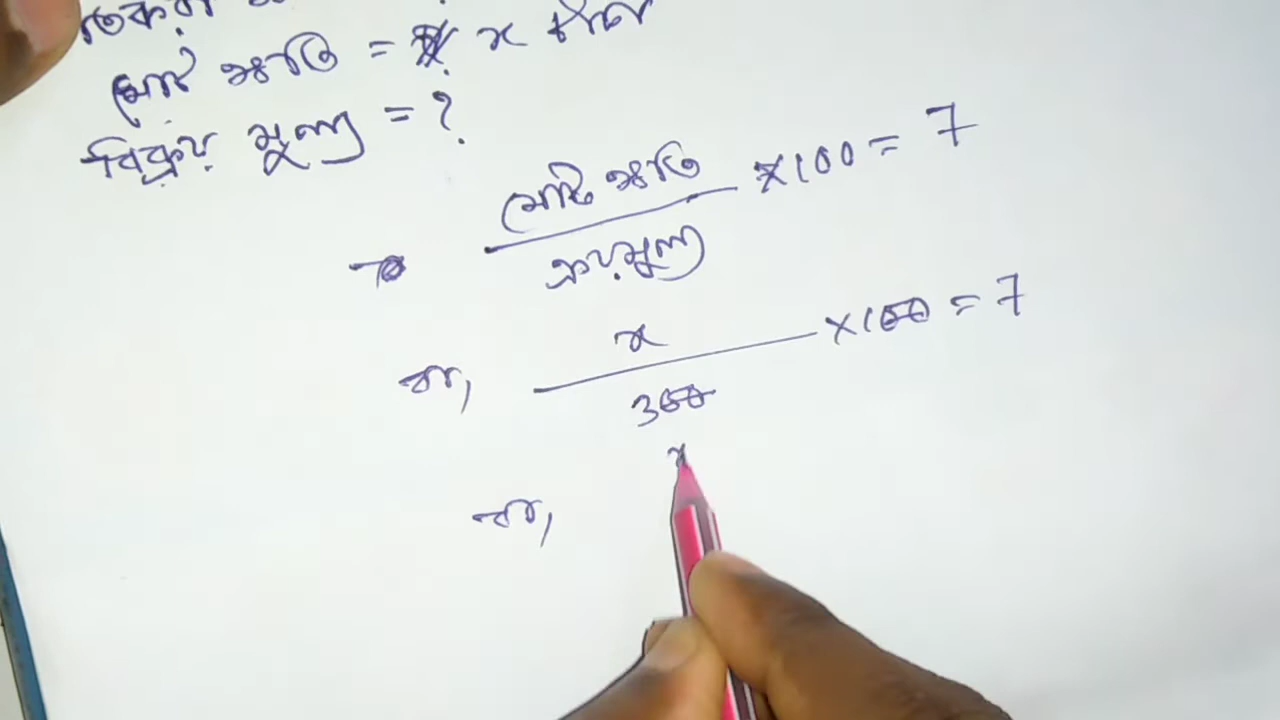 মোট ক্ষতি = x টাকা
বিক্রয় মূল্য = ?
মোট ক্ষতি
×100 = 7
ক্রয়মূল্য
x
বা, ×100 = 7
300
x
বা,